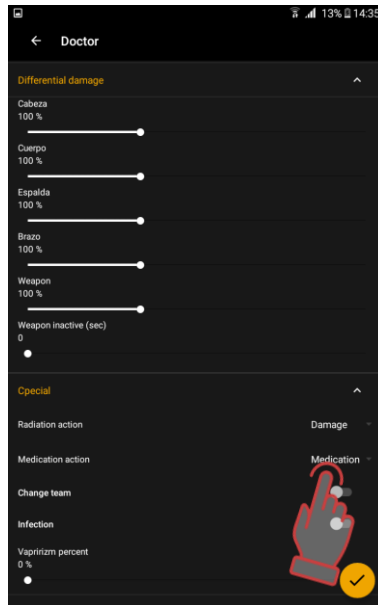 13% 14:35
Doctor
Differential damage
Cabeza
100 %
Cuerpo
100 %
Espalda
100 %
Brazo
100 %
Weapon
100 %
Weapon inactive (sec)
0
Cpecial
Radiation action Damage
Medication action Medication
Change team
Infection
Vapririzm percent
0 %